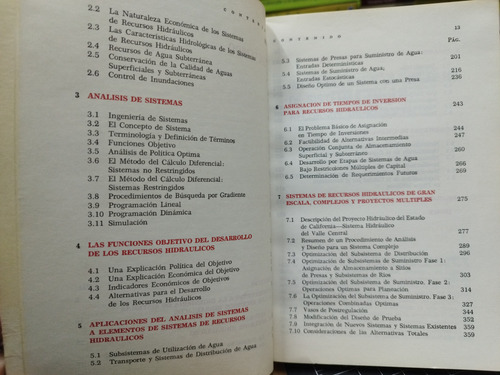 CONTENIDO
2.2 La Naturaleza Económica de los Sistemas
de Recursos Hidráulicos
2.3 Las Características Hidrológicas de los Sistemas
de Recursos Hidráulicos
2.4 Recursos de Agua Subterránea
2.5 Conservación de la Calidad de Aguas
Superficiales y Subterráneas
2.6 Control de Inundaciones
3 ANALISIS DE SISTEMAS
3.1 Ingeniería de Sistemas
3.2 El Concepto de Sistema
3.3 Terminología y Definición de Términos
3.4 Funciones Objetivo
3.5 Análisis de Política Optima
3.6 El Método del Cálculo Diferencial:
Sistemas no Restringidos
3.7 El Método del Cálculo Diferencial:
Sistemas Restringidos
3.8 Procedimientos de Búsqueda por Gradiente
3.9 Programación Lineal
3.10 Programación Dinámica
3.11 Simulación
4 LAS FUNCIONES OBJETIVO DEL DESARROLLO
DE LOS RECURSOS HIDRAULICOS
4.1 Una Explicación Política del Objetivo
4.2 Una Explicación Económica del Objetivo
4.3 Indicadores Económicos de Objetivos
4.4 Alternativas para el Desarrollo
de los Recursos Hidráulicos
5 APLICACIONES DEL ANALISIS DE SISTEMAS
A ELEMENTOS DE SISTEMAS DE RECURSOS
HIDRAULICOS
5.1 Subsistemas de Utilización de Agua
5.2 Transporte y Sistemas de Distribución de Agua
CONTENIDO 13
PÁG.
5.3 Sistemas de Presas para Suministro de Agua:
Entradas Determinísticas 210
5.4 Sistemas de Suministro de Agua,
Entradas Estocásticas 216
5.5 Diseño Optimo de un Sistema con una Presa 236
6 ASIGNACION DE TIEMPOS DE INVERSION
PARA RECURSOS HIDRAULICOS 243
6.1 El Problema Básico de Asignación
en Tiempo de Inversiones 244
6.2 Factibilidad de Alternativas Intermedias 247
6.3 Operación Conjunta de Almacenamiento
Superficial y Subterráneo 260
6.4 Desarrollo por Etapas de Sistemas de Agua
Bajo Restricciones Múltiples de Capital 266
6.5 Determinación de Requerimientos Futuros 269
7 SISTEMAS DE RECURSOS HIDRAULICOS DE GRAN
ESCALA, COMPLEJOS Y PROYECTOS MULTIPLES 275
7.1 Descripción del Proyecto Hidráulico del Estado
de California—Sistema Hidráulico
del Valle Central 277
7.2 Resumen de un Procedimiento de Análisis
y Diseño para un Sistema Complejo 289
7.3 Optimización del Subsistema de Distribución 296
7.4 Optimización de Subsistemas de Suministro Fase 1:
Asignación de Almacenamiento a Sitios
de Presas y Subsistemas de Ríos 303
7.5 Optimización del Subsistema de Suministro. Fase 2:
Operaciones Optimas para Planeación 314
7.6 La Optimización del Subsistema de Suministro. Fase 3:
Operaciones Combinadas Optimas 327
7.7 Vasos de Postregulación 344
7.8 Modificación del Diseño de Prueba 352
7.9 Integración de Nuevos Sistemas y Sistemas Existentes 359
7.10 Consideraciones de las Alternativas Totales 359